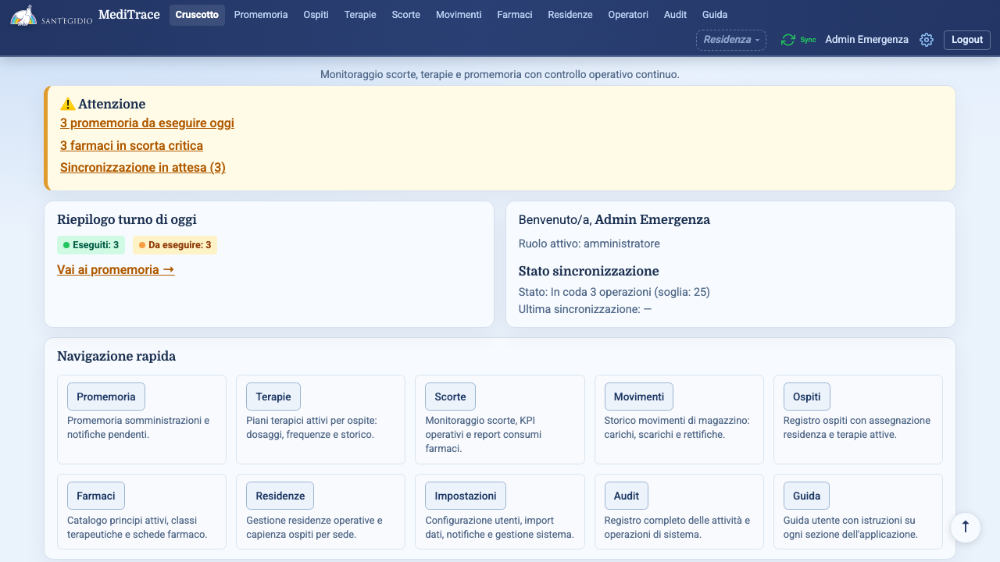 SANTEGIDIO MediTrace Cruscotto Promemoria Ospiti Terapie Scorte Movimenti Farmaci Residenze Operatori Audit Guida
Residenza Sync Admin Emergenza Logout
Monitoraggio scorte, terapie e promemoria con controllo operativo continuo.
Attenzione
3 promemoria da eseguire oggi
3 farmaci in scorta critica
Sincronizzazione in attesa (3)
Riepilogo turno di oggi
Eseguiti: 3 Da eseguire: 3
Vai ai promemoria →
Benvenuto/a, Admin Emergenza
Ruolo attivo: amministratore
Stato sincronizzazione
Stato: In coda 3 operazioni (soglia: 25)
Ultima sincronizzazione: —
Navigazione rapida
Promemoria
Promemoria somministrazioni e
notifiche pendenti.
Terapie
Piani terapici attivi per ospite:
dosaggi, frequenze e storico.
Scorte
Monitoraggio scorte, KPI
operativi e report consumi
farmaci.
Movimenti
Storico movimenti di magazzino:
carichi, scarichi e rettifiche.
Ospiti
Registro ospiti con assegnazione
residenza e terapie attive.
Farmaci
Catalogo principi attivi, classi
terapeutiche e schede farmaco.
Residenze
Gestione residenze operative e
capienza ospiti per sede.
Impostazioni
Configurazione utenti, import
dati, notifiche e gestione sistema.
Audit
Registro completo delle attività e
operazioni di sistema.
Guida
Guida utente con istruzioni su
ogni sezione dell'applicazione.
↑